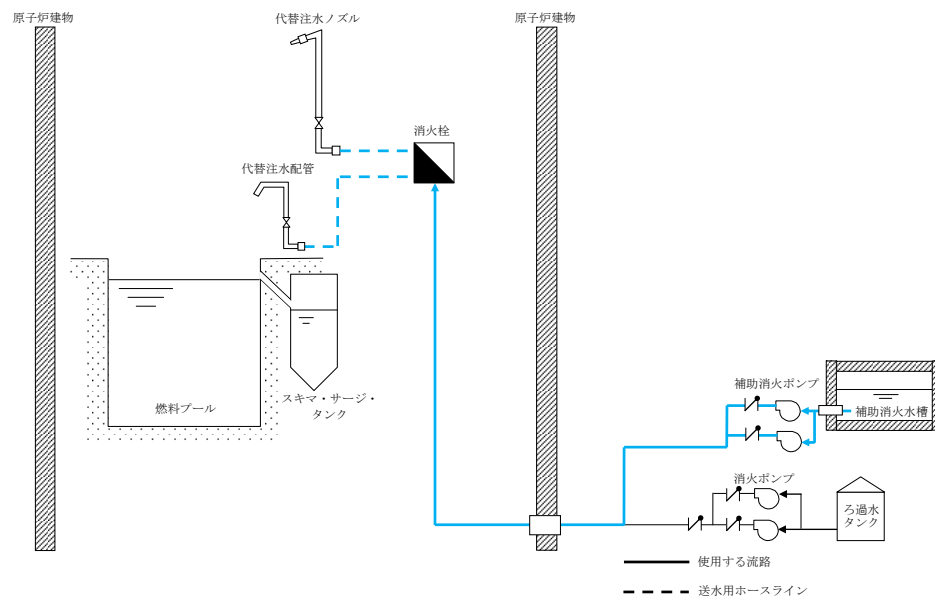 原子炉建物
代替注水ノズル
原子炉建物
消火栓
代替注水配管
補助消火ポンプ
スキマ・サージ・
タンク
燃料プール
補助消火水槽
消火ポンプ
ろ過水
タンク
使用する流路
送水用ホースライン